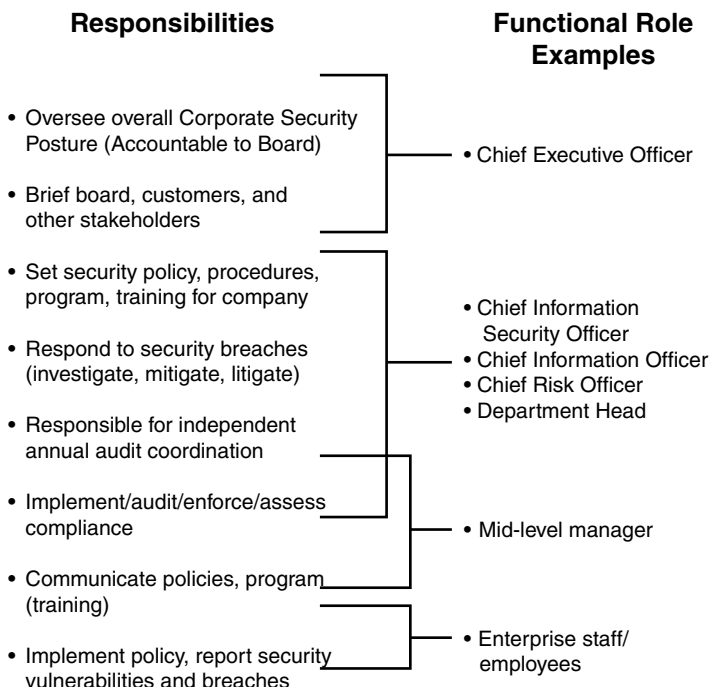 Responsibilities
Functional Role
Examples
• Oversee overall Corporate Security
Posture (Accountable to Board)
• Chief Executive Officer
• Brief board, customers, and
other stakeholders
• Set security policy, procedures,
program, training for company
• Chief Information
Security Officer
• Chief Information Officer
• Chief Risk Officer
• Department Head
• Respond to security breaches
(investigate, mitigate, litigate)
• Responsible for independent
annual audit coordination
• Implement/audit/enforce/assess
compliance
• Mid-level manager
• Communicate policies, program
(training)
• Implement policy, report security
vulnerabilities and breaches
• Enterprise staff/
employees